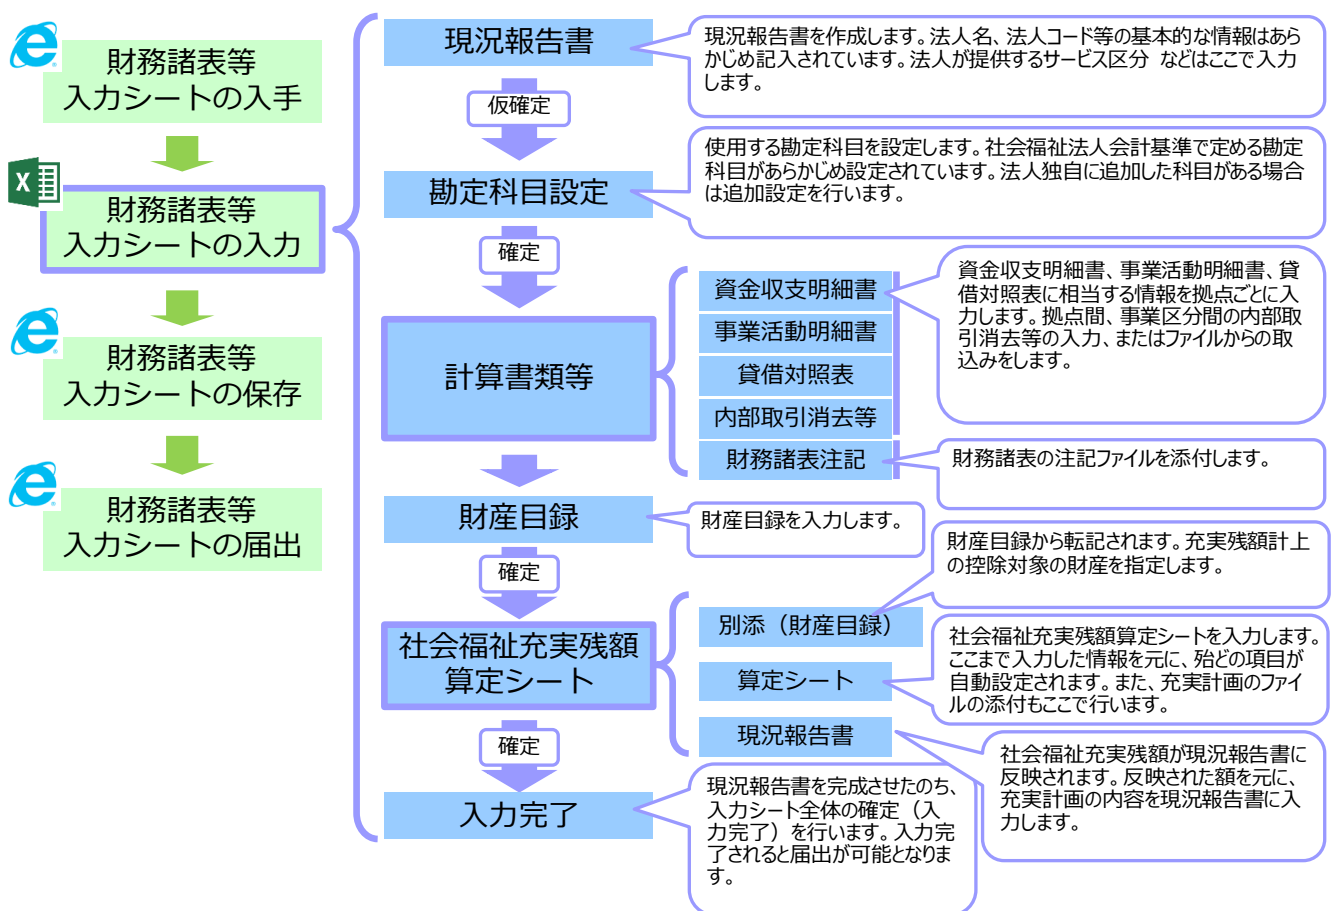 財務諸表等
入力シートの入手
財務諸表等
入力シートの入力
財務諸表等
入力シートの保存
財務諸表等
入力シートの届出
現況報告書
現況報告書を作成します。法人名、法人コード等の基本的な情報はあら
かじめ記入されています。法人が提供するサービス区分 などはここで入力
します。
仮確定
勘定科目設定
使用する勘定科目を設定します。社会福祉法人会計基準で定める勘定
科目があらかじめ設定されています。法人独自に追加した科目がある場合
は追加設定を行います。
確定
計算書類等
資金収支明細書
事業活動明細書
貸借対照表
内部取引消去等
財務諸表注記
資金収支明細書、事業活動明細書、貸
借対照表に相当する情報を拠点ごとに入
力します。拠点間、事業区分間の内部取
引消去等の入力、またはファイルからの取
込みをします。
財務諸表の注記ファイルを添付します。
財産目録
財産目録を入力します。
確定
社会福祉充実残額
算定シート
別添（財産目録）
財産目録から転記されます。充実残額計上
の控除対象の財産を指定します。
算定シート
社会福祉充実残額算定シートを入力します。
ここまで入力した情報を元に、殆どの項目が
自動設定されます。また、充実計画のファイ
ルの添付もここで行います。
現況報告書
社会福祉充実残額が現況報告書に
反映されます。反映された額を元に、
充実計画の内容を現況報告書に入
力します。
確定
入力完了
現況報告書を完成させたのち、
入力シート全体の確定（入
力完了）を行います。入力完
了されると届出が可能となりま
す。